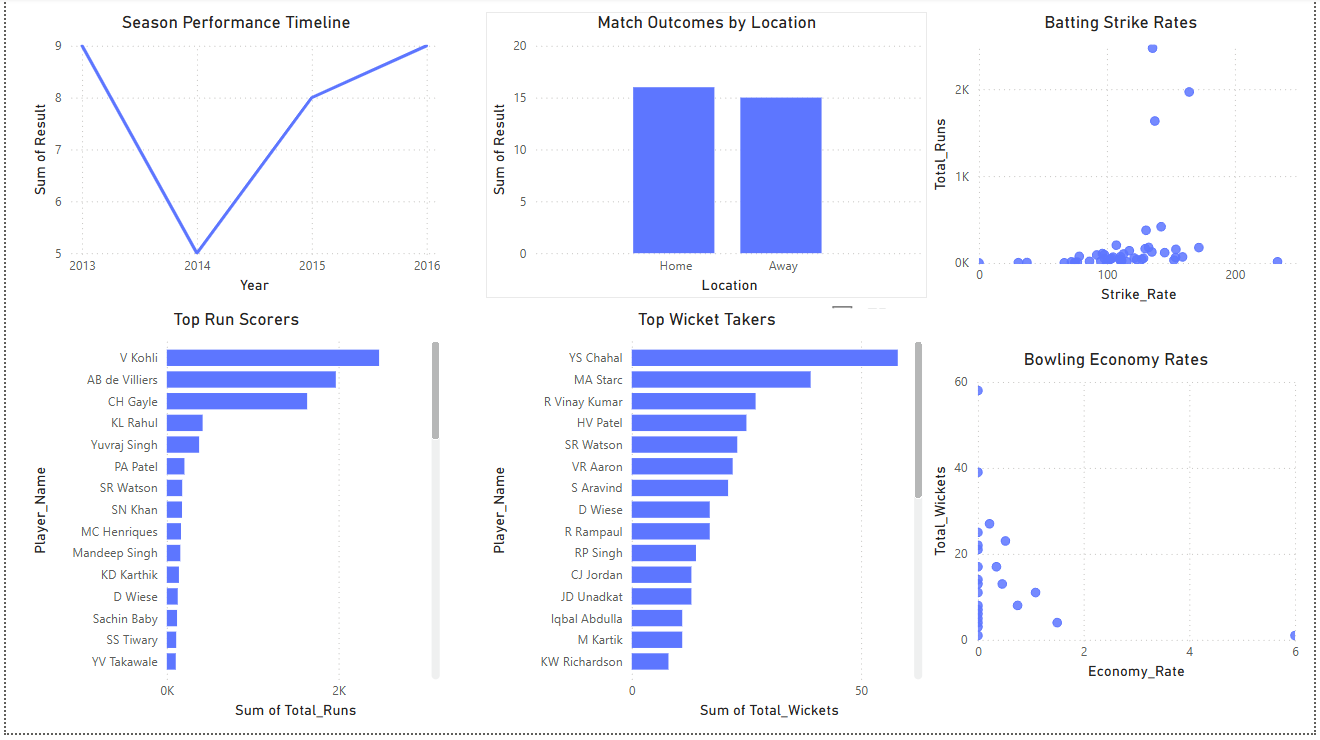 Season Performance Timeline
Sum of Result
9
8
7
6
5
2013 2014 2015 2016
Year
Match Outcomes by Location
Sum of Result
20
15
10
5
0
Home Away
Location
Batting Strike Rates
Total_Runs
2K
1K
0K
0 100 200
Strike_Rate
Top Run Scorers
Player_Name
V Kohli
AB de Villiers
CH Gayle
KL Rahul
Yuvraj Singh
PA Patel
SR Watson
SN Khan
MC Henriques
Mandeep Singh
KD Karthik
D Wiese
Sachin Baby
SS Tiwary
YV Takawale
0K 2K
Sum of Total_Runs
Top Wicket Takers
Player_Name
YS Chahal
MA Starc
R Vinay Kumar
HV Patel
SR Watson
VR Aaron
S Aravind
D Wiese
R Rampaul
RP Singh
CJ Jordan
JD Unadkat
Iqbal Abdulla
M Kartik
KW Richardson
0 50
Sum of Total_Wickets
Bowling Economy Rates
Total_Wickets
60
40
20
0
0 2 4 6
Economy_Rate